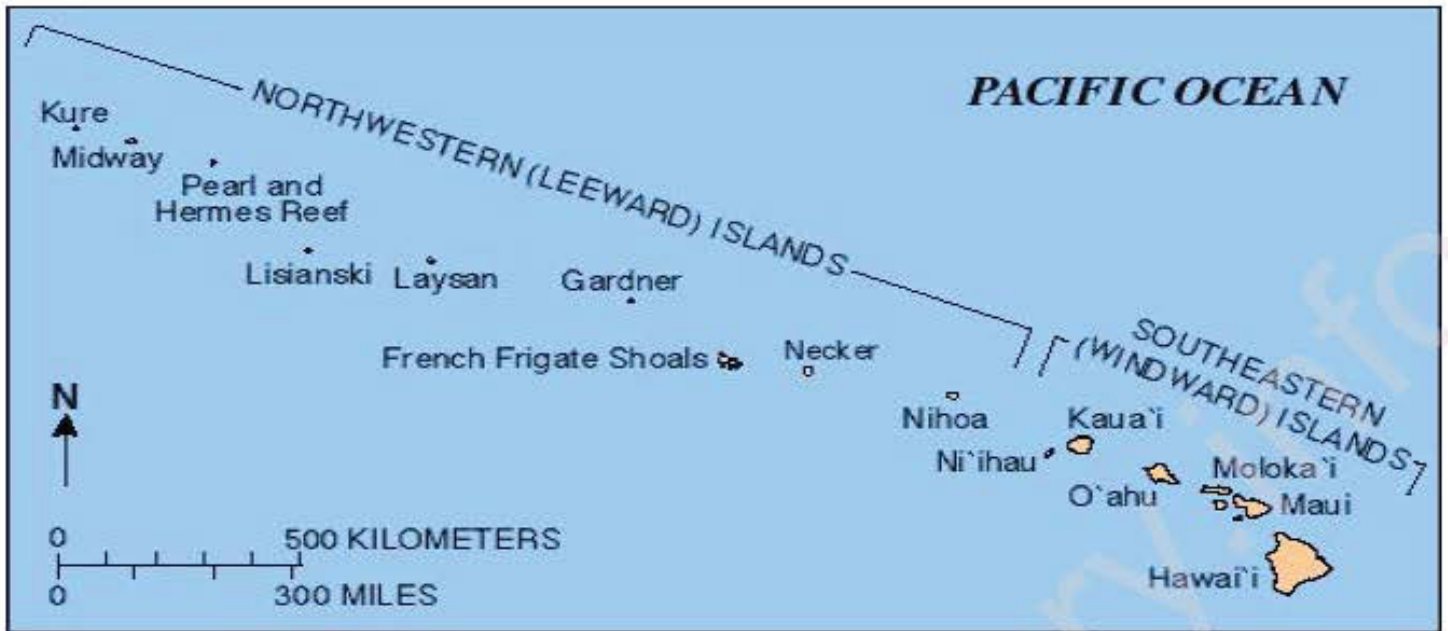 PACIFIC OCEAN
NORTHWESTERN (LEEWARD) ISLANDS
Kure
Midway
Pearl and
Hermes Reef
Lisianski
Laysan
Gardner
French Frigate Shoals
Necker
SOUTHEASTERN
(WINDWARD) ISLANDS
Nihoa
Kaua`i
Ni`ihau
O`ahu
Moloka`i
Maui
Hawai`i
N
0 500 KILOMETERS
0 300 MILES